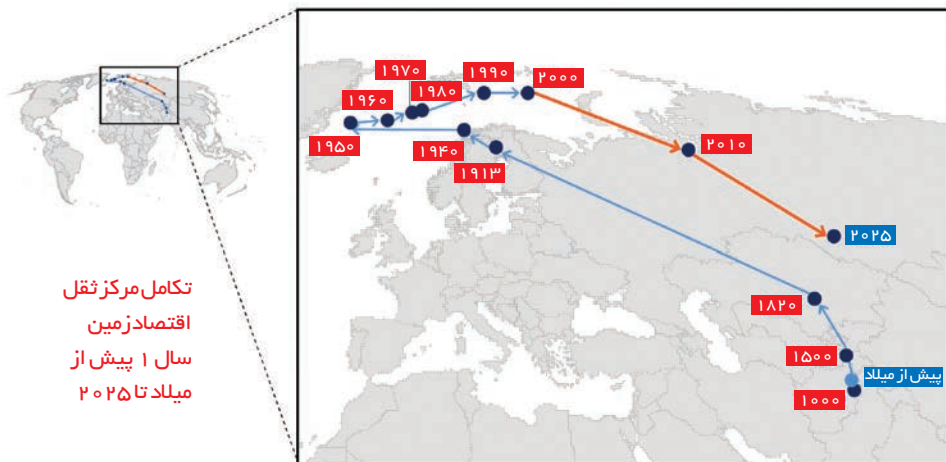 ۱۹۷۰
۱۹۹۰
۲۰۰۰
۱۹۶۰
۱۹۸۰
۱۹۵۰
۱۹۴۰
۱۹۱۳
۲۰۱۰
۲۰۲۵
۱۸۲۰
۱۵۰۰
پیش از میلاد
۱۰۰۰
تکامل مرکز ثقل
اقتصاد زمین
سال ۱ پیش از
میلاد تا ۲۰۲۵